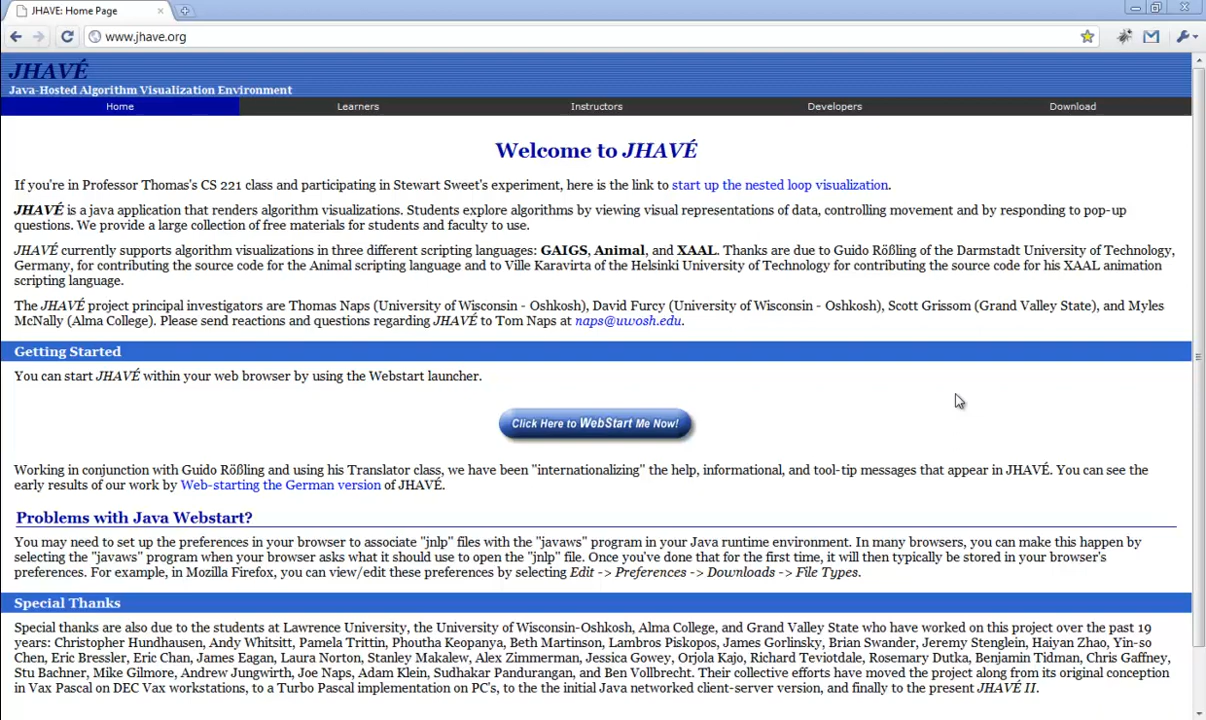 JHAVE: Home Page
www.jhave.org
JHAVÉ
Java-Hosted Algorithm Visualization Environment
Home Learners Instructors Developers Download
Welcome to JHAVÉ
If you're in Professor Thomas's CS 221 class and participating in Stewart Sweet's experiment, here is the link to start up the nested loop visualization.
JHAVÉ is a java application that renders algorithm visualizations. Students explore algorithms by viewing visual representations of data, controlling movement and by responding to pop-up
questions. We provide a large collection of free materials for students and faculty to use.
JHAVÉ currently supports algorithm visualizations in three different scripting languages: GAIGS, Animal, and XAAL. Thanks are due to Guido Rößling of the Darmstadt University of Technology,
Germany, for contributing the source code for the Animal scripting language and to Ville Karavirta of the Helsinki University of Technology for contributing the source code for his XAAL animation
scripting language.
The JHAVÉ project principal investigators are Thomas Naps (University of Wisconsin - Oshkosh), David Furcy (University of Wisconsin - Oshkosh), Scott Grissom (Grand Valley State), and Myles
McNally (Alma College). Please send reactions and questions regarding JHAVÉ to Tom Naps at naps@uwosh.edu.
Getting Started
You can start JHAVÉ within your web browser by using the Webstart launcher.
Click Here to WebStart Me Now!
Working in conjunction with Guido Rößling and using his Translator class, we have been "internationalizing" the help, informational, and tool-tip messages that appear in JHAVÉ. You can see the
early results of our work by Web-starting the German version of JHAVÉ.
Problems with Java Webstart?
You may need to set up the preferences in your browser to associate "jnlp" files with the "javaws" program in your Java runtime environment. In many browsers, you can make this happen by
selecting the "javaws" program when your browser asks what it should use to open the "jnlp" file. Once you've done that for the first time, it will then typically be stored in your browser's
preferences. For example, in Mozilla Firefox, you can view/edit these preferences by selecting Edit -> Preferences -> Downloads -> File Types.
Special Thanks
Special thanks are also due to the students at Lawrence University, the University of Wisconsin-Oshkosh, Alma College, and Grand Valley State who have worked on this project over the past 19
years: Christopher Hundhausen, Andy Whitsitt, Pamela Trittin, Phoutha Keopanya, Beth Martinson, Lambros Piskopos, James Gorlinsky, Brian Swander, Jeremy Stenglein, Haiyan Zhao, Yin-so
Chen, Eric Bressler, Eric Chan, James Eagan, Laura Norton, Stanley Makalew, Alex Zimmerman, Jessica Gowey, Orjola Kajo, Richard Teviotdale, Rosemary Dutka, Benjamin Tidman, Chris Gaffney,
Stu Bachner, Mike Gilmore, Andrew Jungwirth, Joe Naps, Adam Klein, Sudhakar Pandurangan, and Ben Vollbrecht. Their collective efforts have moved the project along from its original conception
in Vax Pascal on DEC Vax workstations, to a Turbo Pascal implementation on PC's, to the the initial Java networked client-server version, and finally to the present JHAVÉ II.